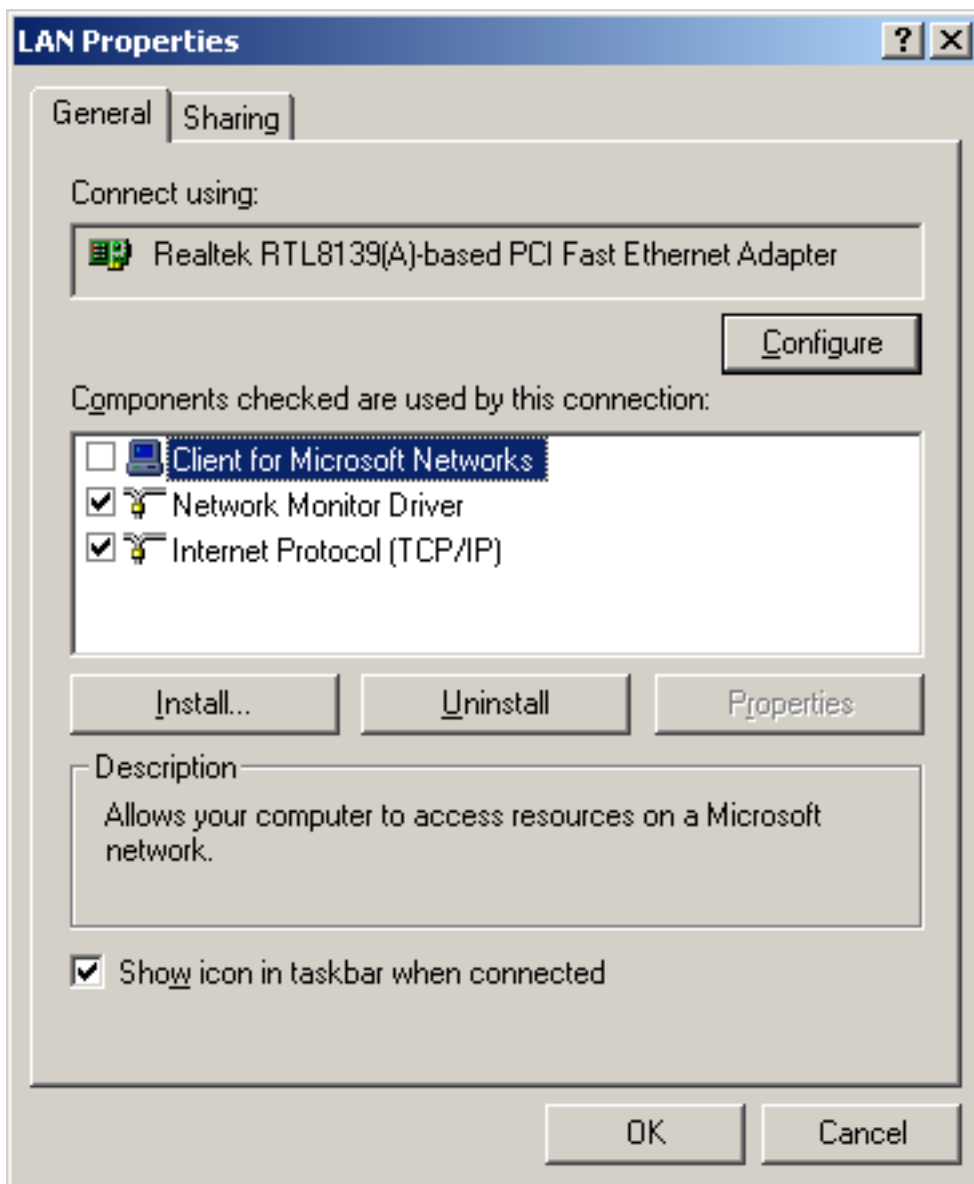 LAN Properties
General
Sharing
Connect using:
Realtek RTL8139(A)-based PCI Fast Ethernet Adapter
Configure
Components checked are used by this connection:
Client for Microsoft Networks
Network Monitor Driver
Internet Protocol (TCP/IP)
Install...
Uninstall
Properties
Description
Allows your computer to access resources on a Microsoft
network.
Show icon in taskbar when connected
OK
Cancel